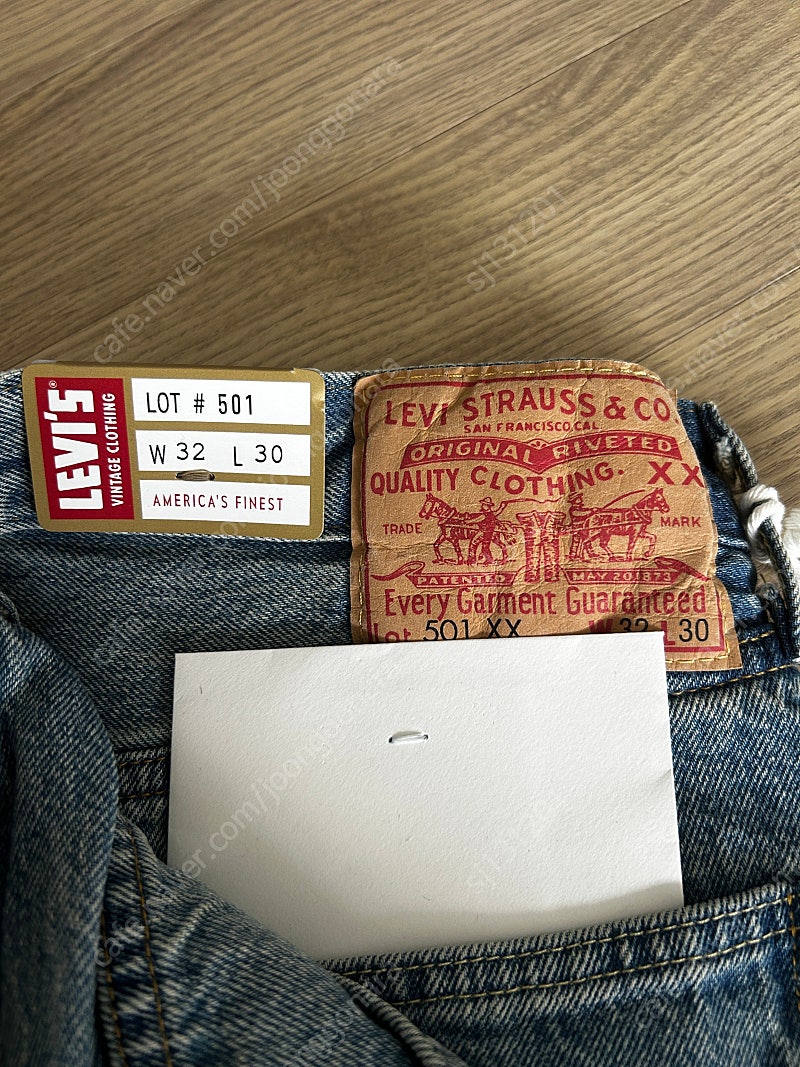 LEVI'S®
VINTAGE CLOTHING
LOT # 501
W 32 L 30
AMERICA'S FINEST
LEVI STRAUSS & CO.
SAN FRANCISCO, CAL
ORIGINAL RIVETED
QUALITY CLOTHING. XX
TRADE MARK
PATENTED MAY 20 1873
Every Garment Guaranteed
Lot 501 XX W 32 L 30
cafe.naver.com/joonggonara
sj131201